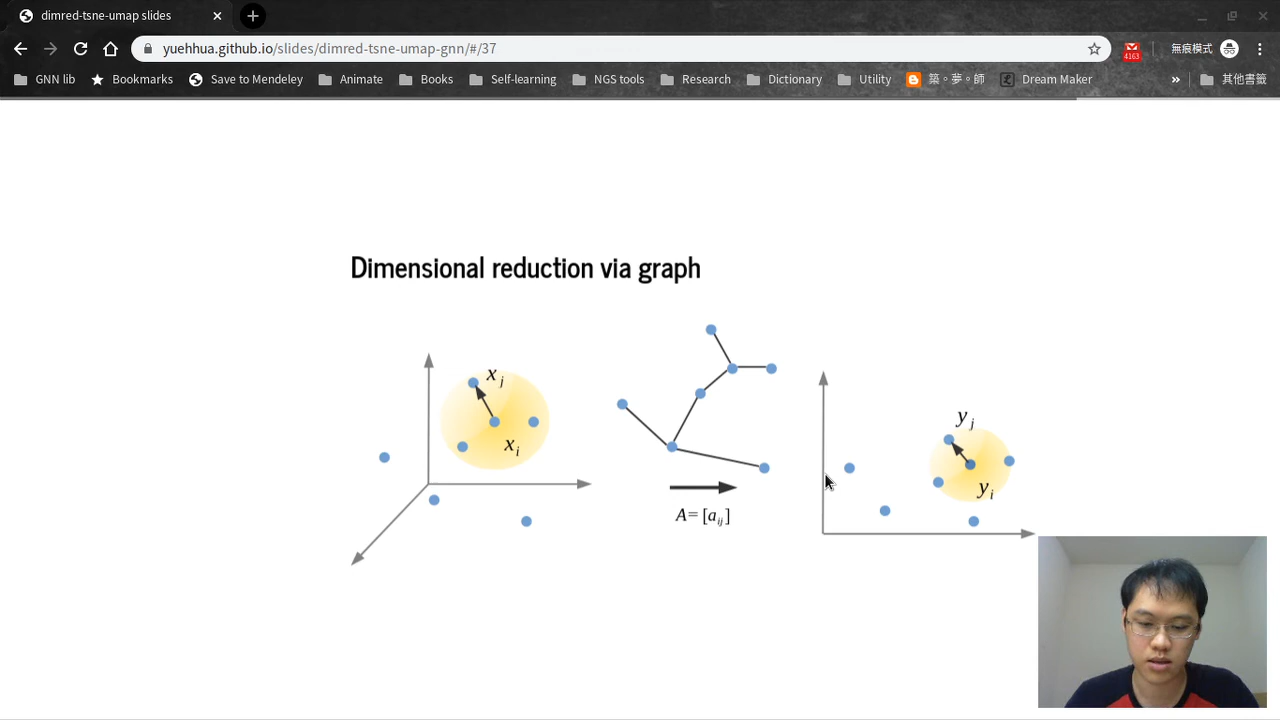 dimred-tsne-umap slides
yuehhua.github.io/slides/dimred-tsne-umap-gnn/#/37
4163
無痕模式
GNN lib
Bookmarks
Save to Mendeley
Animate
Books
Self-learning
NGS tools
Research
Dictionary
Utility
築。夢。師
Dream Maker
»
其他書籤
Dimensional reduction via graph
x_j
x_i
A= [a_ij]
y_j
y_i